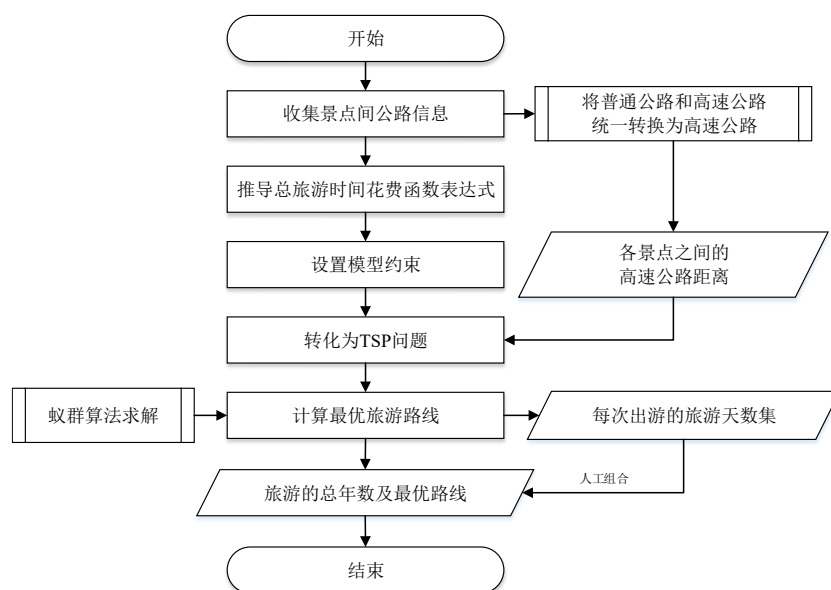 开始
收集景点间公路信息
将普通公路和高速公路
统一转换为高速公路
推导总旅游时间花费函数表达式
各景点之间的
高速公路距离
设置模型约束
转化为TSP问题
蚁群算法求解
计算最优旅游路线
每次出游的旅游天数集
人工组合
旅游的总年数及最优路线
结束